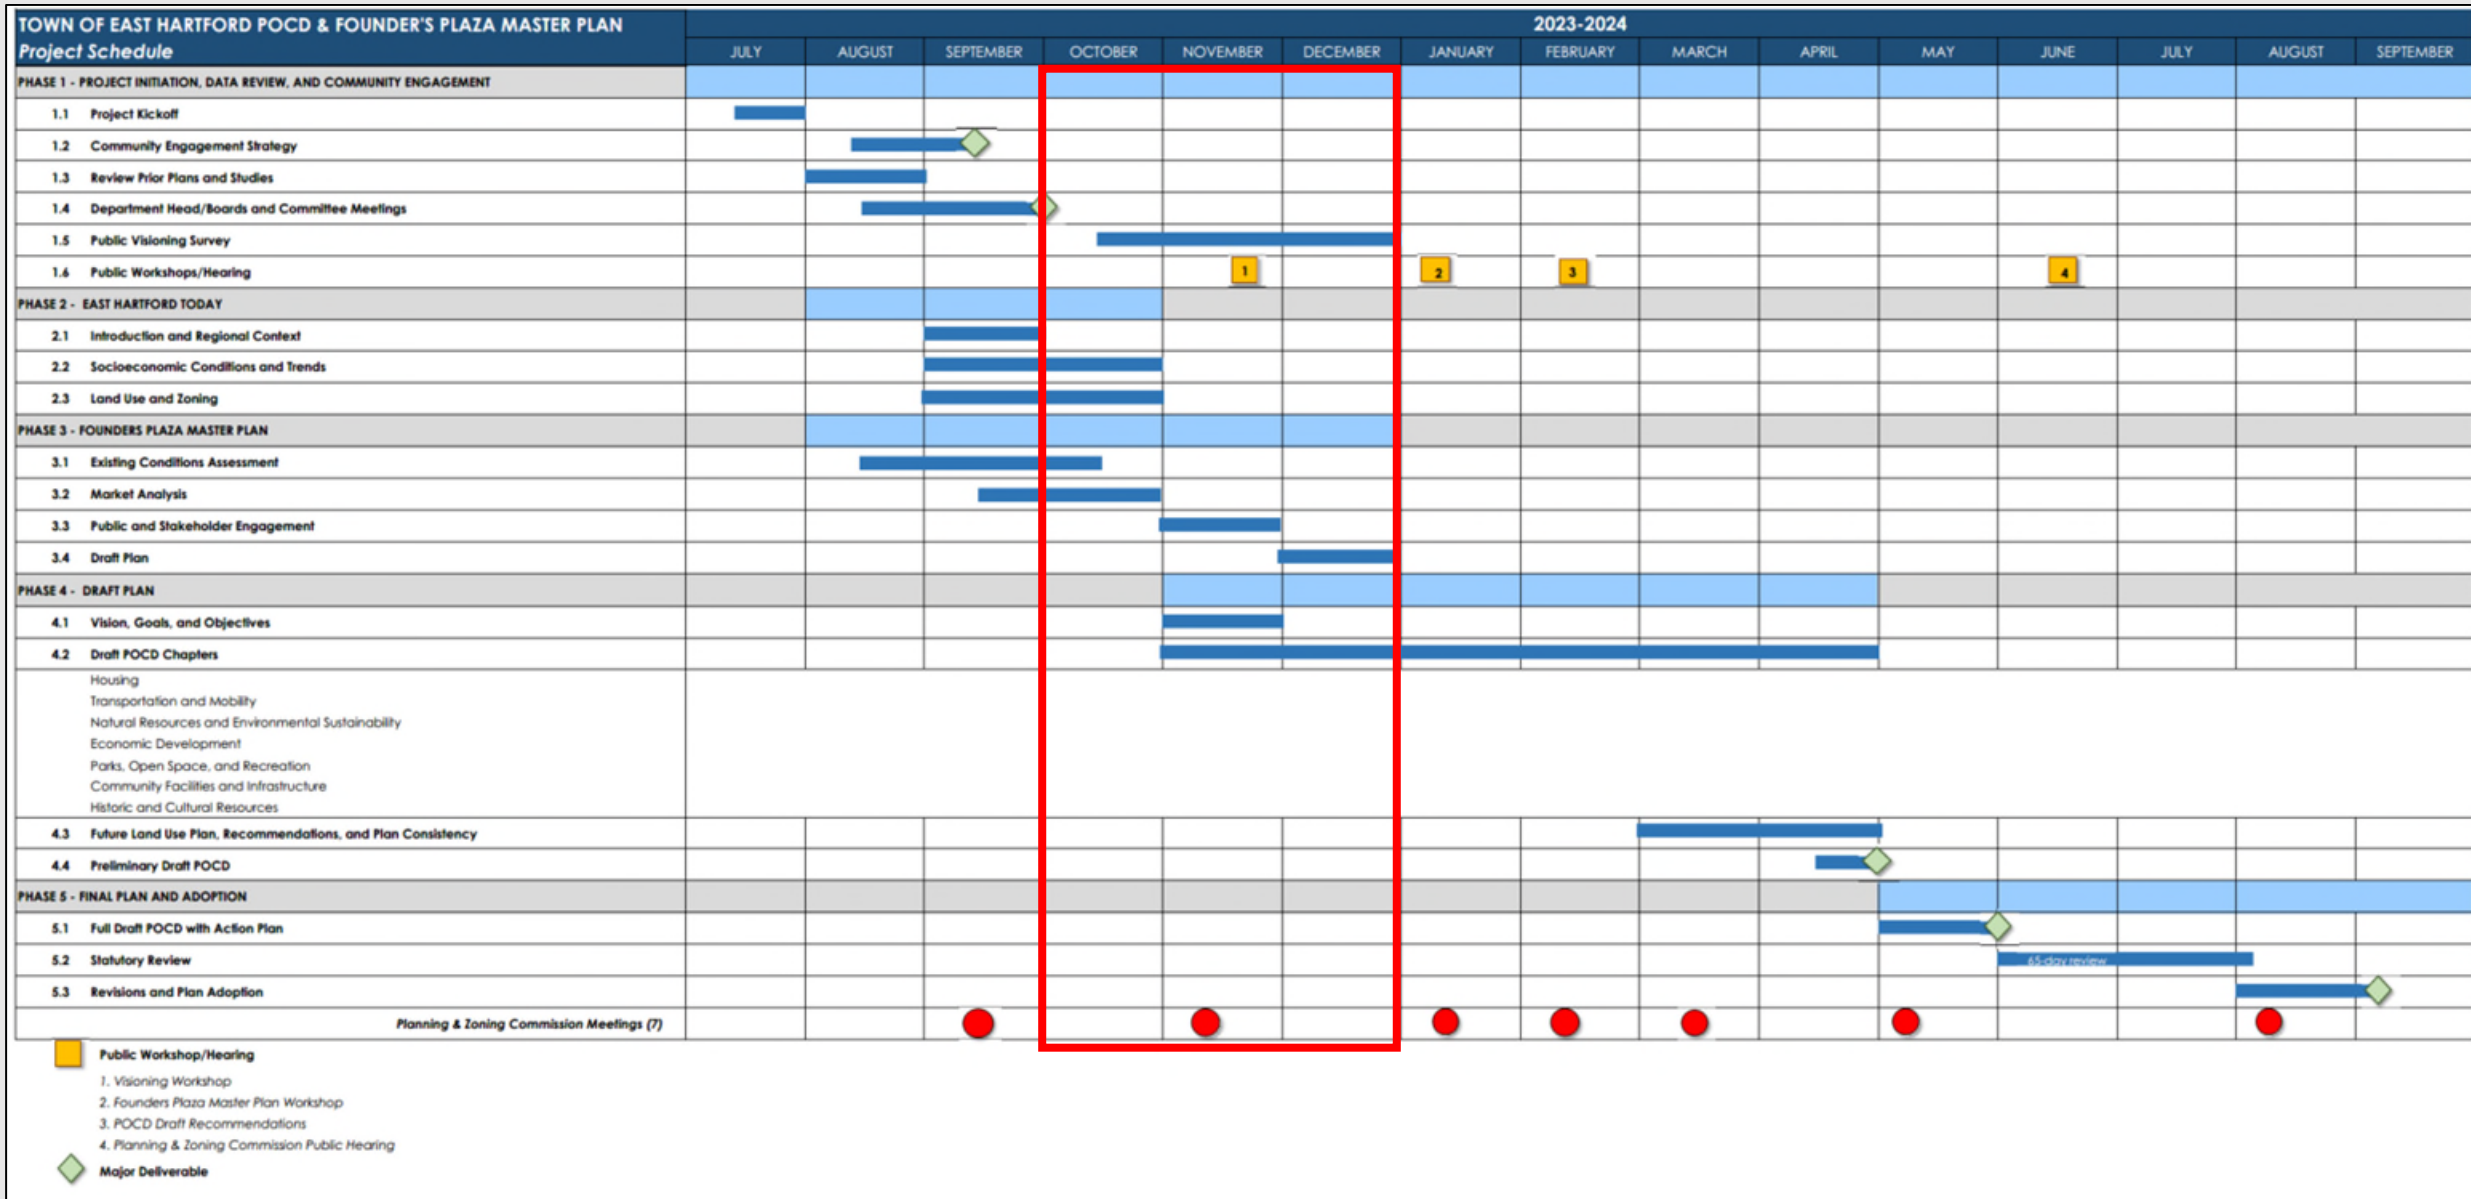 TOWN OF EAST HARTFORD POCD & FOUNDER'S PLAZA MASTER PLAN
2023-2024
Project Schedule
JULY AUGUST SEPTEMBER OCTOBER NOVEMBER DECEMBER JANUARY FEBRUARY MARCH APRIL MAY JUNE JULY AUGUST SEPTEMBER
PHASE 1 - PROJECT INITIATION, DATA REVIEW, AND COMMUNITY ENGAGEMENT
1.1 Project Kickoff
1.2 Community Engagement Strategy
1.3 Review Prior Plans and Studies
1.4 Department Head/Boards and Committee Meetings
1.5 Public Visioning Survey
1.6 Public Workshops/Hearing 1 2 3 4
PHASE 2 - EAST HARTFORD TODAY
2.1 Introduction and Regional Context
2.2 Socioeconomic Conditions and Trends
2.3 Land Use and Zoning
PHASE 3 - FOUNDERS PLAZA MASTER PLAN
3.1 Existing Conditions Assessment
3.2 Market Analysis
3.3 Public and Stakeholder Engagement
3.4 Draft Plan
PHASE 4 - DRAFT PLAN
4.1 Vision, Goals, and Objectives
4.2 Draft POCD Chapters
Housing
Transportation and Mobility
Natural Resources and Environmental Sustainability
Economic Development
Parks, Open Space, and Recreation
Community Facilities and Infrastructure
Historic and Cultural Resources
4.3 Future Land Use Plan, Recommendations, and Plan Consistency
4.4 Preliminary Draft POCD
PHASE 5 - FINAL PLAN AND ADOPTION
5.1 Full Draft POCD with Action Plan
5.2 Statutory Review 65-day review
5.3 Revisions and Plan Adoption
Planning & Zoning Commission Meetings (7)
Public Workshop/Hearing
1. Visioning Workshop
2. Founders Plaza Master Plan Workshop
3. POCD Draft Recommendations
4. Planning & Zoning Commission Public Hearing
Major Deliverable